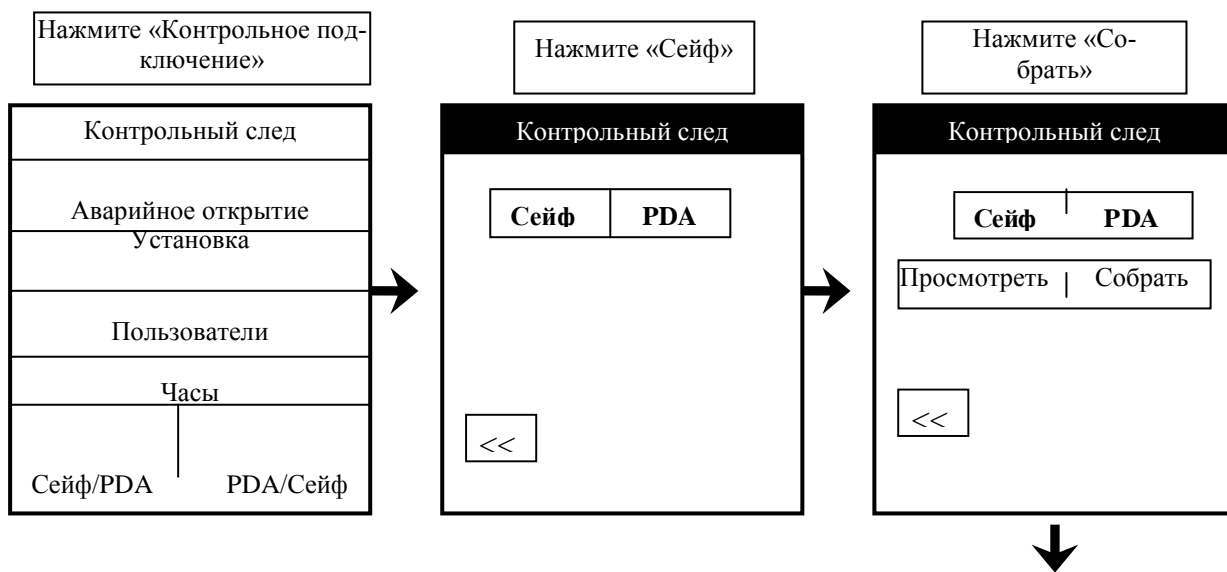 Нажмите «Контрольное под-
ключение»
Нажмите «Сейф»
Нажмите «Со-
брать»
Контрольный след
Аварийное открытие
Установка
Пользователи
Часы
Сейф/PDA PDA/Сейф
Контрольный след
Сейф PDA
<<
Контрольный след
Сейф PDA
Просмотреть Собрать
<<